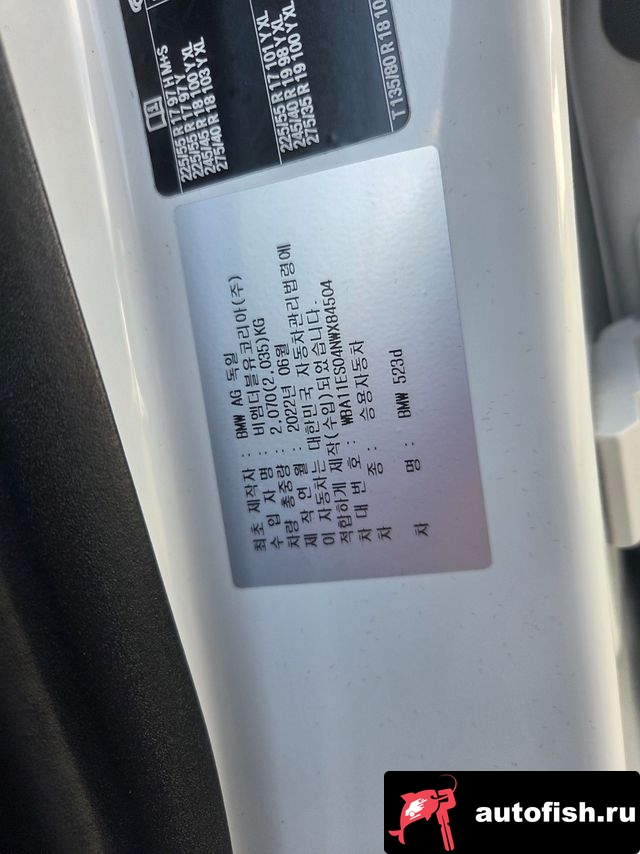 225/55 R 17 97 H M+S
225/55 R 17 97 Y
225/55 R 17 101 Y XL
245/45 R 18 100 Y XL
245/40 R 19 98 Y XL
275/40 R 18 103 Y XL
275/35 R 19 100 Y XL
T 135/80 R 18 10
최초 제작자 : BMW AG 독일
수 입 자 명 : 비엠더블유코리아(주)
차량 총중량 : 2.070(2.035)KG
제 작 연 월 : 2022년 06월
이 자동차는 대한민국 자동차관리법령에
적합하게 제작(수입)되었습니다.
차 대 번 호 : WBA11ES04NWX84504
차 종 : 승용자동차
차 명 : BMW 523d
autofish.ru